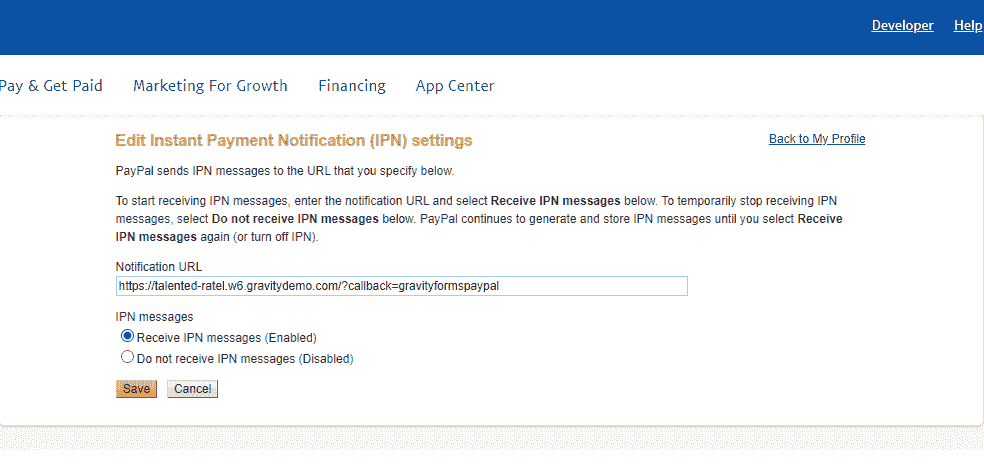 Developer Help
Pay & Get Paid Marketing For Growth Financing App Center
Edit Instant Payment Notification (IPN) settings
Back to My Profile
PayPal sends IPN messages to the URL that you specify below.
To start receiving IPN messages, enter the notification URL and select Receive IPN messages below. To temporarily stop receiving IPN
messages, select Do not receive IPN messages below. PayPal continues to generate and store IPN messages until you select Receive
IPN messages again (or turn off IPN).
Notification URL
https://talented-ratel.w6.gravitydemo.com/?callback=gravityformspaypal
IPN messages
Receive IPN messages (Enabled)
Do not receive IPN messages (Disabled)
Save Cancel